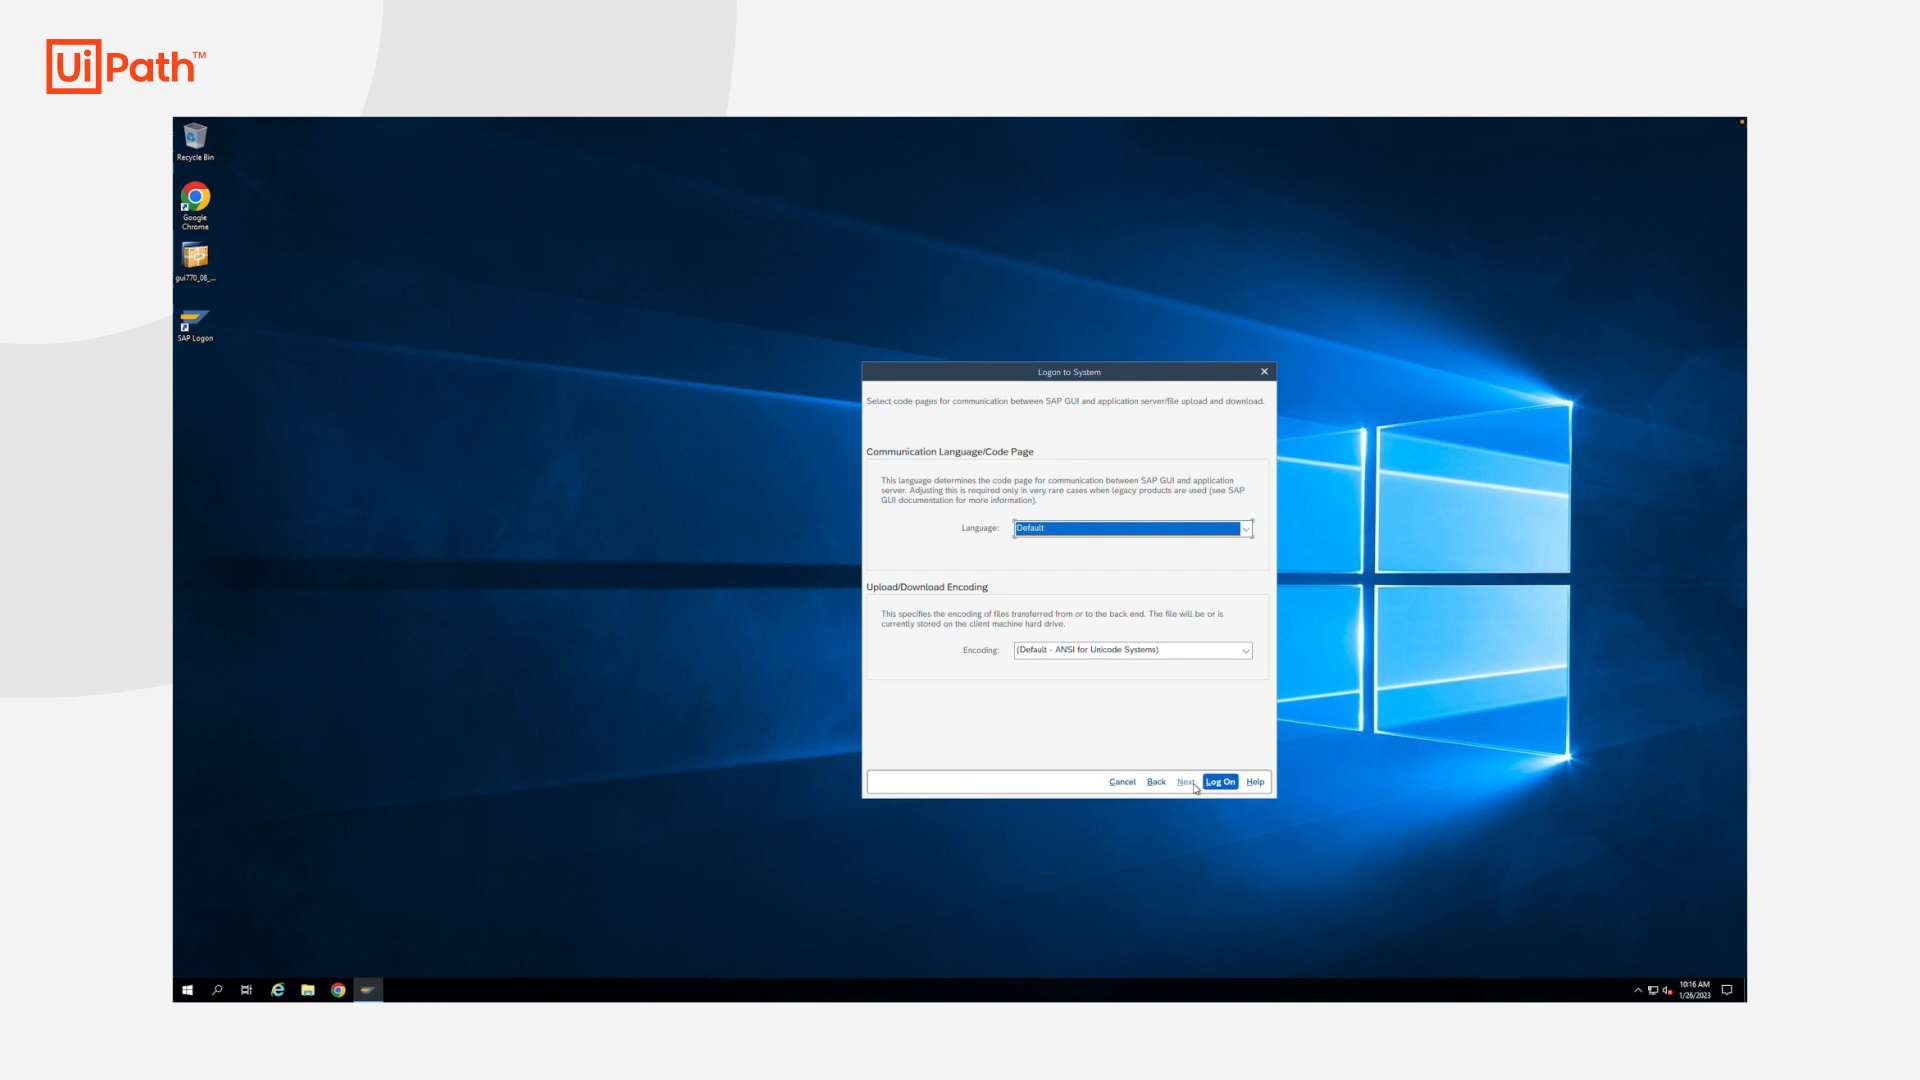 UiPath™
Recycle Bin
Google
Chrome
gui770_08_...
SAP Logon
Logon to System
Select code pages for communication between SAP GUI and application server/file upload and download.
Communication Language/Code Page
This language determines the code page for communication between SAP GUI and application
server. Adjusting this is required only in very rare cases when legacy products are used (see SAP
GUI documentation for more information).
Language: Default
Upload/Download Encoding
This specifies the encoding of files transferred from or to the back end. The file will be or is
currently stored on the client machine hard drive.
Encoding: (Default - ANSI for Unicode Systems)
Cancel Back Next Log On Help
10:16 AM
1/26/2023